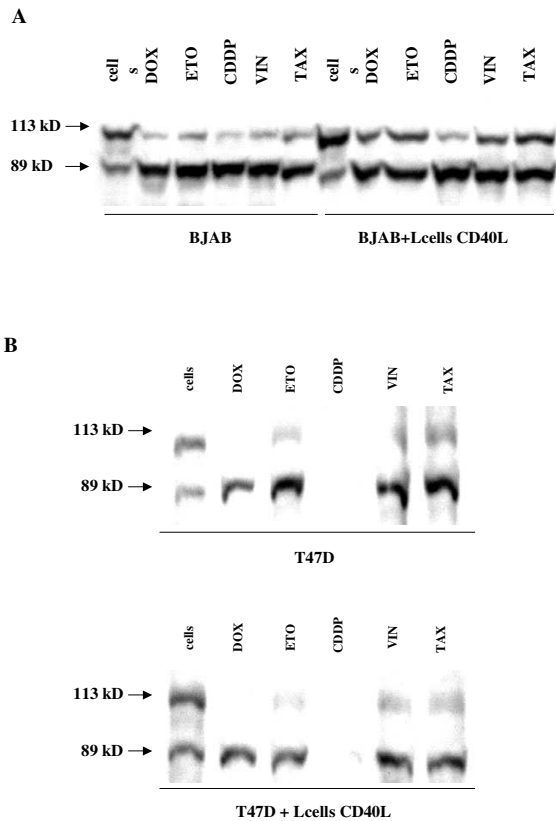 A
cell
s
DOX
ETO
CDDP
VIN
TAX
cell
s
DOX
ETO
CDDP
VIN
TAX
113 kD
89 kD
BJAB
BJAB+Lcells CD40L
B
cells
DOX
ETO
CDDP
VIN
TAX
113 kD
89 kD
T47D
cells
DOX
ETO
CDDP
VIN
TAX
113 kD
89 kD
T47D + Lcells CD40L